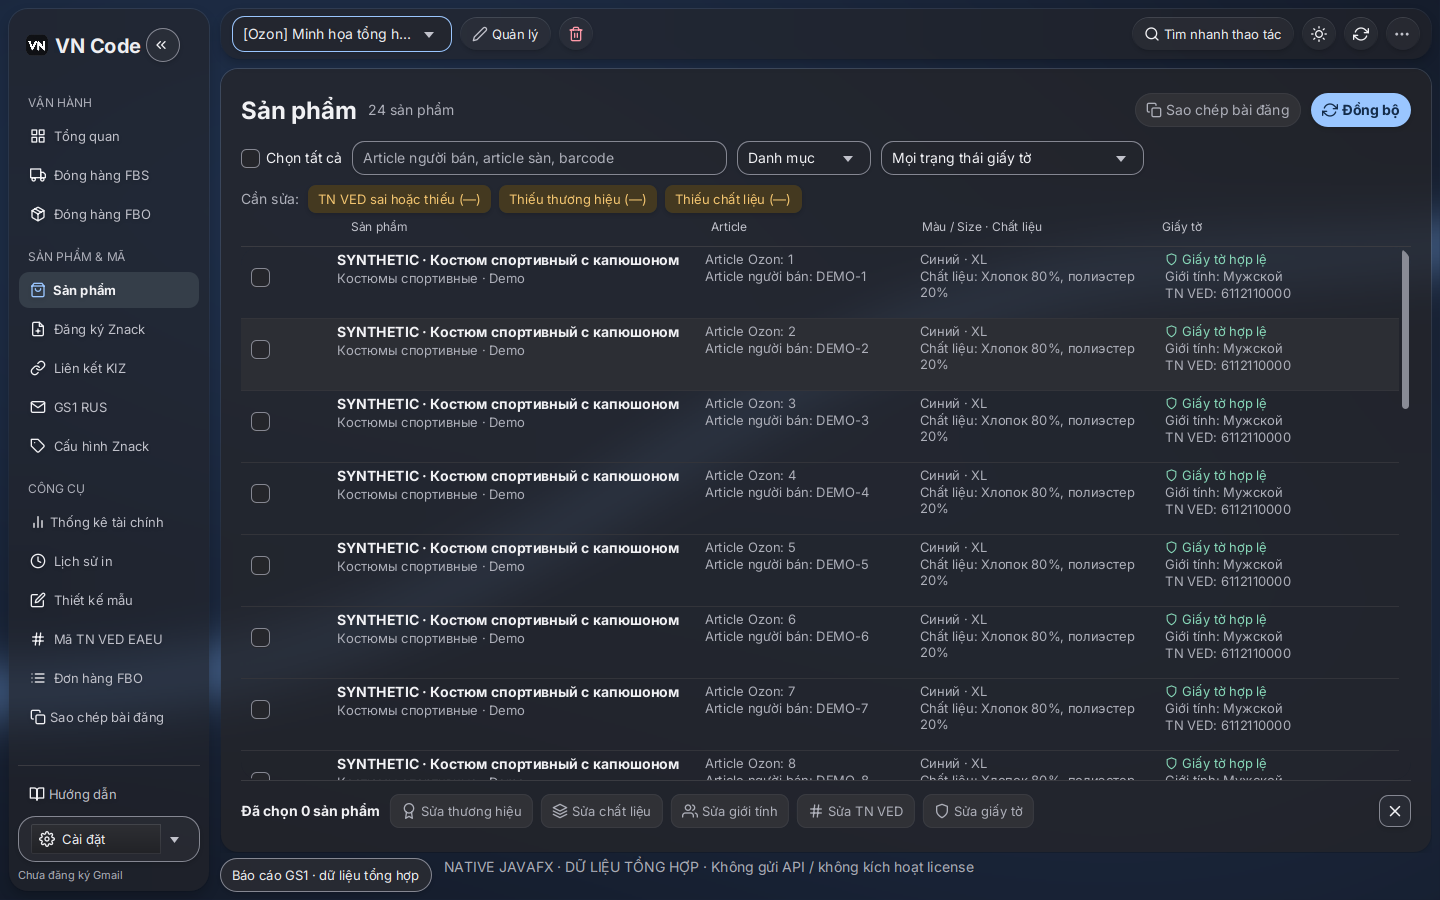 VN VN Code
VẬN HÀNH
Tổng quan
Đóng hàng FBS
Đóng hàng FBO
SẢN PHẨM & MÃ
Sản phẩm
Đăng ký Znack
Liên kết KIZ
GS1 RUS
Cấu hình Znack
CÔNG CỤ
Thống kê tài chính
Lịch sử in
Thiết kế mẫu
Mã TN VED EAEU
Đơn hàng FBO
Sao chép bài đăng
Hướng dẫn
Cài đặt
Chưa đăng ký Gmail
[Ozon] Minh họa tổng h... Quản lý Tìm nhanh thao tác
Sản phẩm 24 sản phẩm Sao chép bài đăng Đồng bộ
Chọn tất cả Article người bán, article sàn, barcode Danh mục Mọi trạng thái giấy tờ
Cần sửa: TN VED sai hoặc thiếu (—) Thiếu thương hiệu (—) Thiếu chất liệu (—)
Sản phẩm Article Màu / Size · Chất liệu Giấy tờ
SYNTHETIC · Костюм спортивный с капюшоном Article Ozon: 1 Синий · XL Giấy tờ hợp lệ
Костюмы спортивные · Demo Article người bán: DEMO-1 Chất liệu: Хлопок 80%, полиэстер Giới tính: Мужской
20% TN VED: 6112110000
SYNTHETIC · Костюм спортивный с капюшоном Article Ozon: 2 Синий · XL Giấy tờ hợp lệ
Костюмы спортивные · Demo Article người bán: DEMO-2 Chất liệu: Хлопок 80%, полиэстер Giới tính: Мужской
20% TN VED: 6112110000
SYNTHETIC · Костюм спортивный с капюшоном Article Ozon: 3 Синий · XL Giấy tờ hợp lệ
Костюмы спортивные · Demo Article người bán: DEMO-3 Chất liệu: Хлопок 80%, полиэстер Giới tính: Мужской
20% TN VED: 6112110000
SYNTHETIC · Костюм спортивный с капюшоном Article Ozon: 4 Синий · XL Giấy tờ hợp lệ
Костюмы спортивные · Demo Article người bán: DEMO-4 Chất liệu: Хлопок 80%, полиэстер Giới tính: Мужской
20% TN VED: 6112110000
SYNTHETIC · Костюм спортивный с капюшоном Article Ozon: 5 Синий · XL Giấy tờ hợp lệ
Костюмы спортивные · Demo Article người bán: DEMO-5 Chất liệu: Хлопок 80%, полиэстер Giới tính: Мужской
20% TN VED: 6112110000
SYNTHETIC · Костюм спортивный с капюшоном Article Ozon: 6 Синий · XL Giấy tờ hợp lệ
Костюмы спортивные · Demo Article người bán: DEMO-6 Chất liệu: Хлопок 80%, полиэстер Giới tính: Мужской
20% TN VED: 6112110000
SYNTHETIC · Костюм спортивный с капюшоном Article Ozon: 7 Синий · XL Giấy tờ hợp lệ
Костюмы спортивные · Demo Article người bán: DEMO-7 Chất liệu: Хлопок 80%, полиэстер Giới tính: Мужской
20% TN VED: 6112110000
SYNTHETIC · Костюм спортивный с капюшоном Article Ozon: 8 Синий · XL Giấy tờ hợp lệ
Костюмы спортивные · Demo Article người bán: DEMO-8 Chất liệu: Хлопок 80%, полиэстер Giới tính: Мужской
Đã chọn 0 sản phẩm Sửa thương hiệu Sửa chất liệu Sửa giới tính Sửa TN VED Sửa giấy tờ
Báo cáo GS1 · dữ liệu tổng hợp NATIVE JAVAFX · DỮ LIỆU TỔNG HỢP · Không gửi API / không kích hoạt license